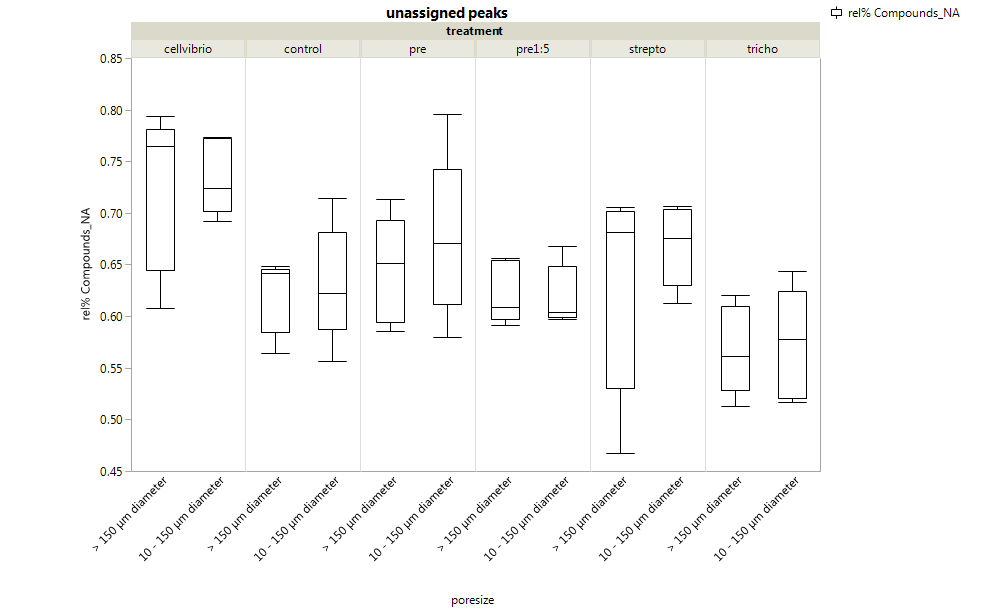 unassigned peaks
rel% Compounds_NA
treatment
cellvibrio control pre pre1:5 strepto tricho
0.85
0.80
0.75
0.70
0.65
0.60
0.55
0.50
0.45
rel% Compounds_NA
> 150 µm diameter
10 - 150 µm diameter
> 150 µm diameter
10 - 150 µm diameter
> 150 µm diameter
10 - 150 µm diameter
> 150 µm diameter
10 - 150 µm diameter
> 150 µm diameter
10 - 150 µm diameter
> 150 µm diameter
10 - 150 µm diameter
poresize